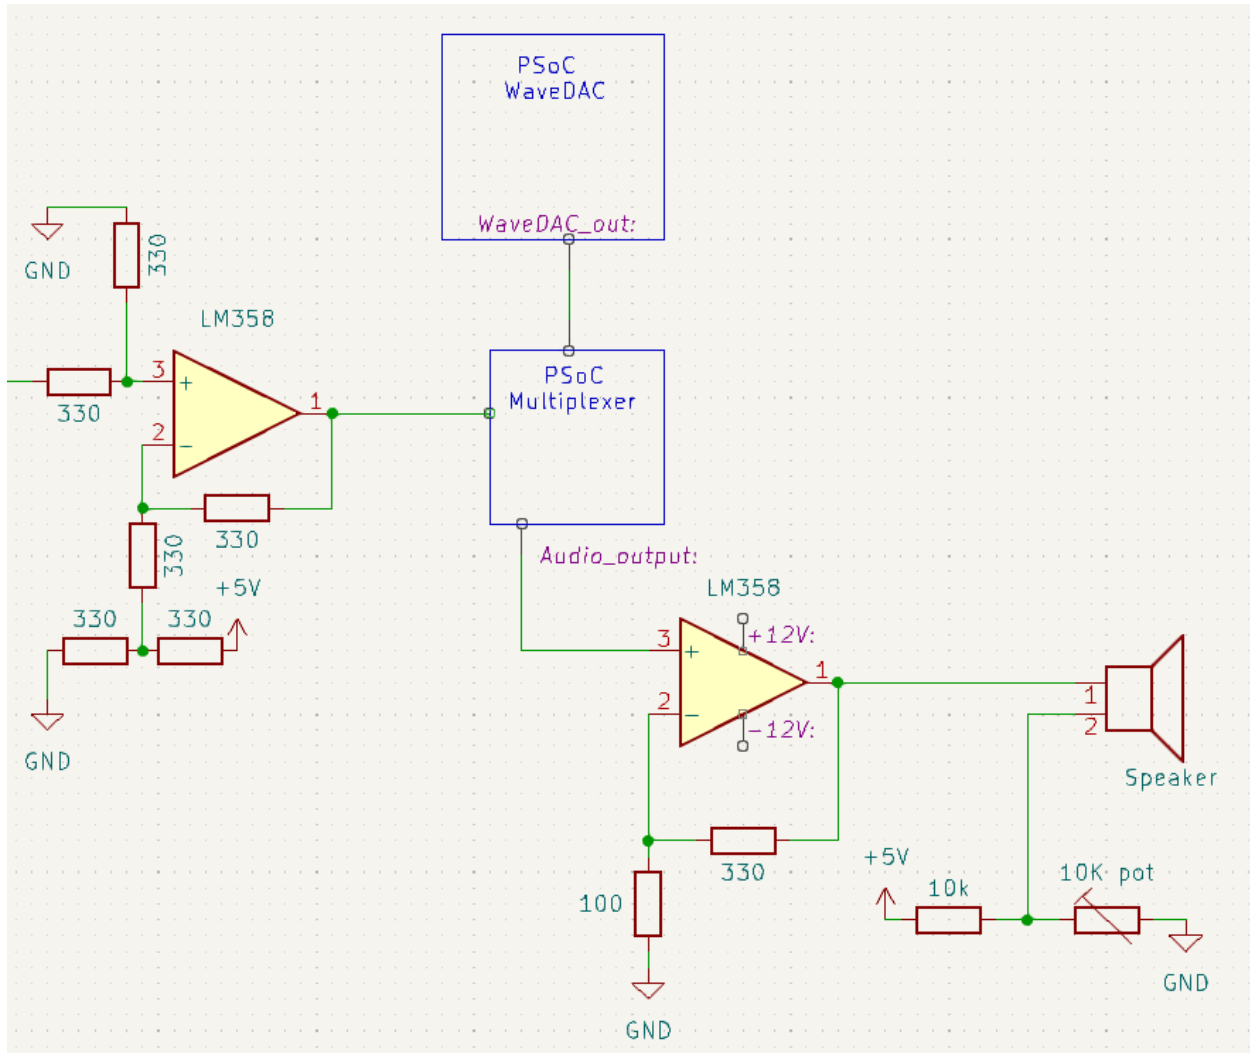 PSoC
WaveDAC
WaveDAC_out:
GND
330
LM358
330
3
+
1
2
−
PSoC
Multiplexer
330
330
+5V
330
330
GND
Audio_output:
LM358
+12V:
3
+
1
2
−
-12V:
1
2
Speaker
330
100
GND
+5V
10k
10K pot
GND